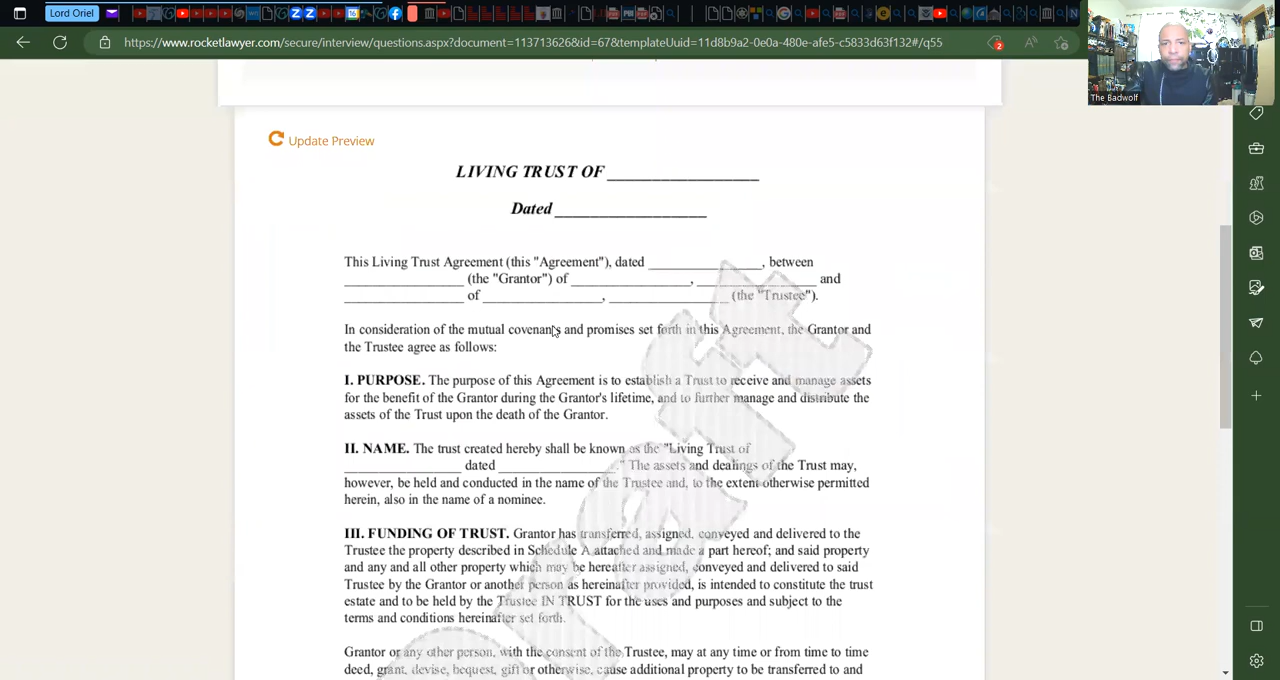 Lord Oriel
https://www.rocketlawyer.com/secure/interview/questions.aspx?document=113713626&id=67&templateUuid=11d8b9a2-0e0a-480e-afe5-c5833d63f132#/q55
2
The Badwolf
Update Preview
LIVING TRUST OF _________________
Dated _________________
This Living Trust Agreement (this "Agreement"), dated ________________, between
_________________ (the "Grantor") of _________________, _________________ and
_________________ of _________________, _________________ (the "Trustee").
In consideration of the mutual covenants and promises set forth in this Agreement, the Grantor and
the Trustee agree as follows:
I. PURPOSE. The purpose of this Agreement is to establish a Trust to receive and manage assets
for the benefit of the Grantor during the Grantor's lifetime, and to further manage and distribute the
assets of the Trust upon the death of the Grantor.
II. NAME. The trust created hereby shall be known as the "Living Trust of
_________________ dated _________________." The assets and dealings of the Trust may,
however, be held and conducted in the name of the Trustee and, to the extent otherwise permitted
herein, also in the name of a nominee.
III. FUNDING OF TRUST. Grantor has transferred, assigned, conveyed and delivered to the
Trustee the property described in Schedule A attached and made a part hereof; and said property
and any and all other property which may be hereafter assigned, conveyed and delivered to said
Trustee by the Grantor or another person as hereinafter provided, is intended to constitute the trust
estate and to be held by the Trustee IN TRUST for the uses and purposes and subject to the
terms and conditions hereinafter set forth.
Grantor or any other person, with the consent of the Trustee, may at any time or from time to time
deed, grant, devise, bequest, gift or otherwise, cause additional property to be transferred to and